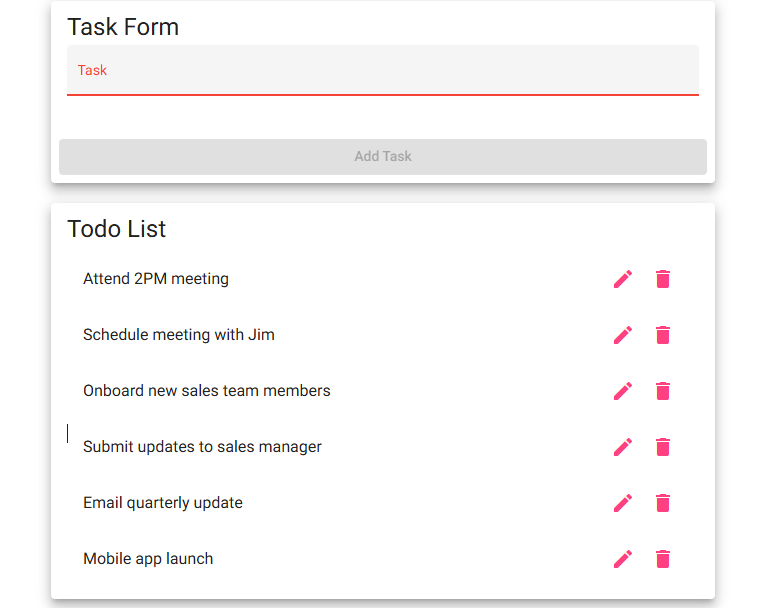 Task Form
Task
Add Task
Todo List
Attend 2PM meeting
Schedule meeting with Jim
Onboard new sales team members
Submit updates to sales manager
Email quarterly update
Mobile app launch